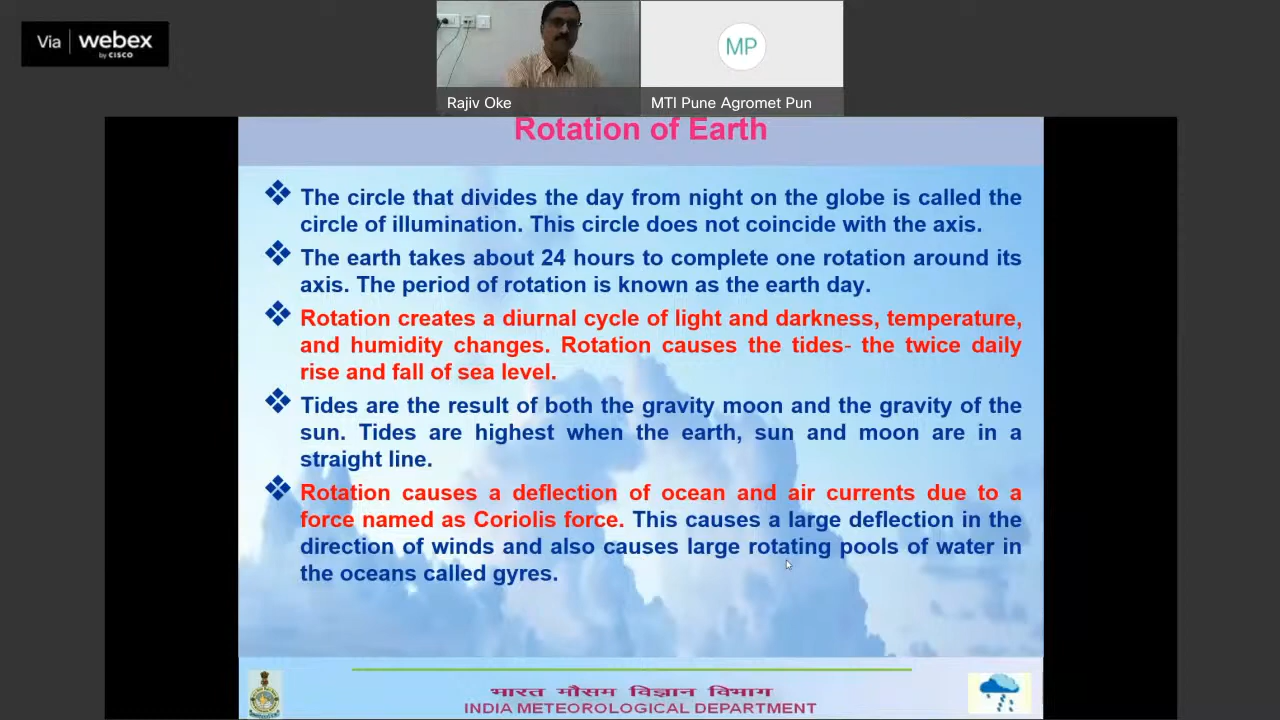 Via webex
by CISCO
MP
Rajiv Oke
MTI Pune Agromet Pun
Rotation of Earth
The circle that divides the day from night on the globe is called the
circle of illumination. This circle does not coincide with the axis.
The earth takes about 24 hours to complete one rotation around its
axis. The period of rotation is known as the earth day.
Rotation creates a diurnal cycle of light and darkness, temperature,
and humidity changes. Rotation causes the tides- the twice daily
rise and fall of sea level.
Tides are the result of both the gravity moon and the gravity of the
sun. Tides are highest when the earth, sun and moon are in a
straight line.
Rotation causes a deflection of ocean and air currents due to a
force named as Coriolis force. This causes a large deflection in the
direction of winds and also causes large rotating pools of water in
the oceans called gyres.
भारत मौसम विज्ञान विभाग
INDIA METEOROLOGICAL DEPARTMENT